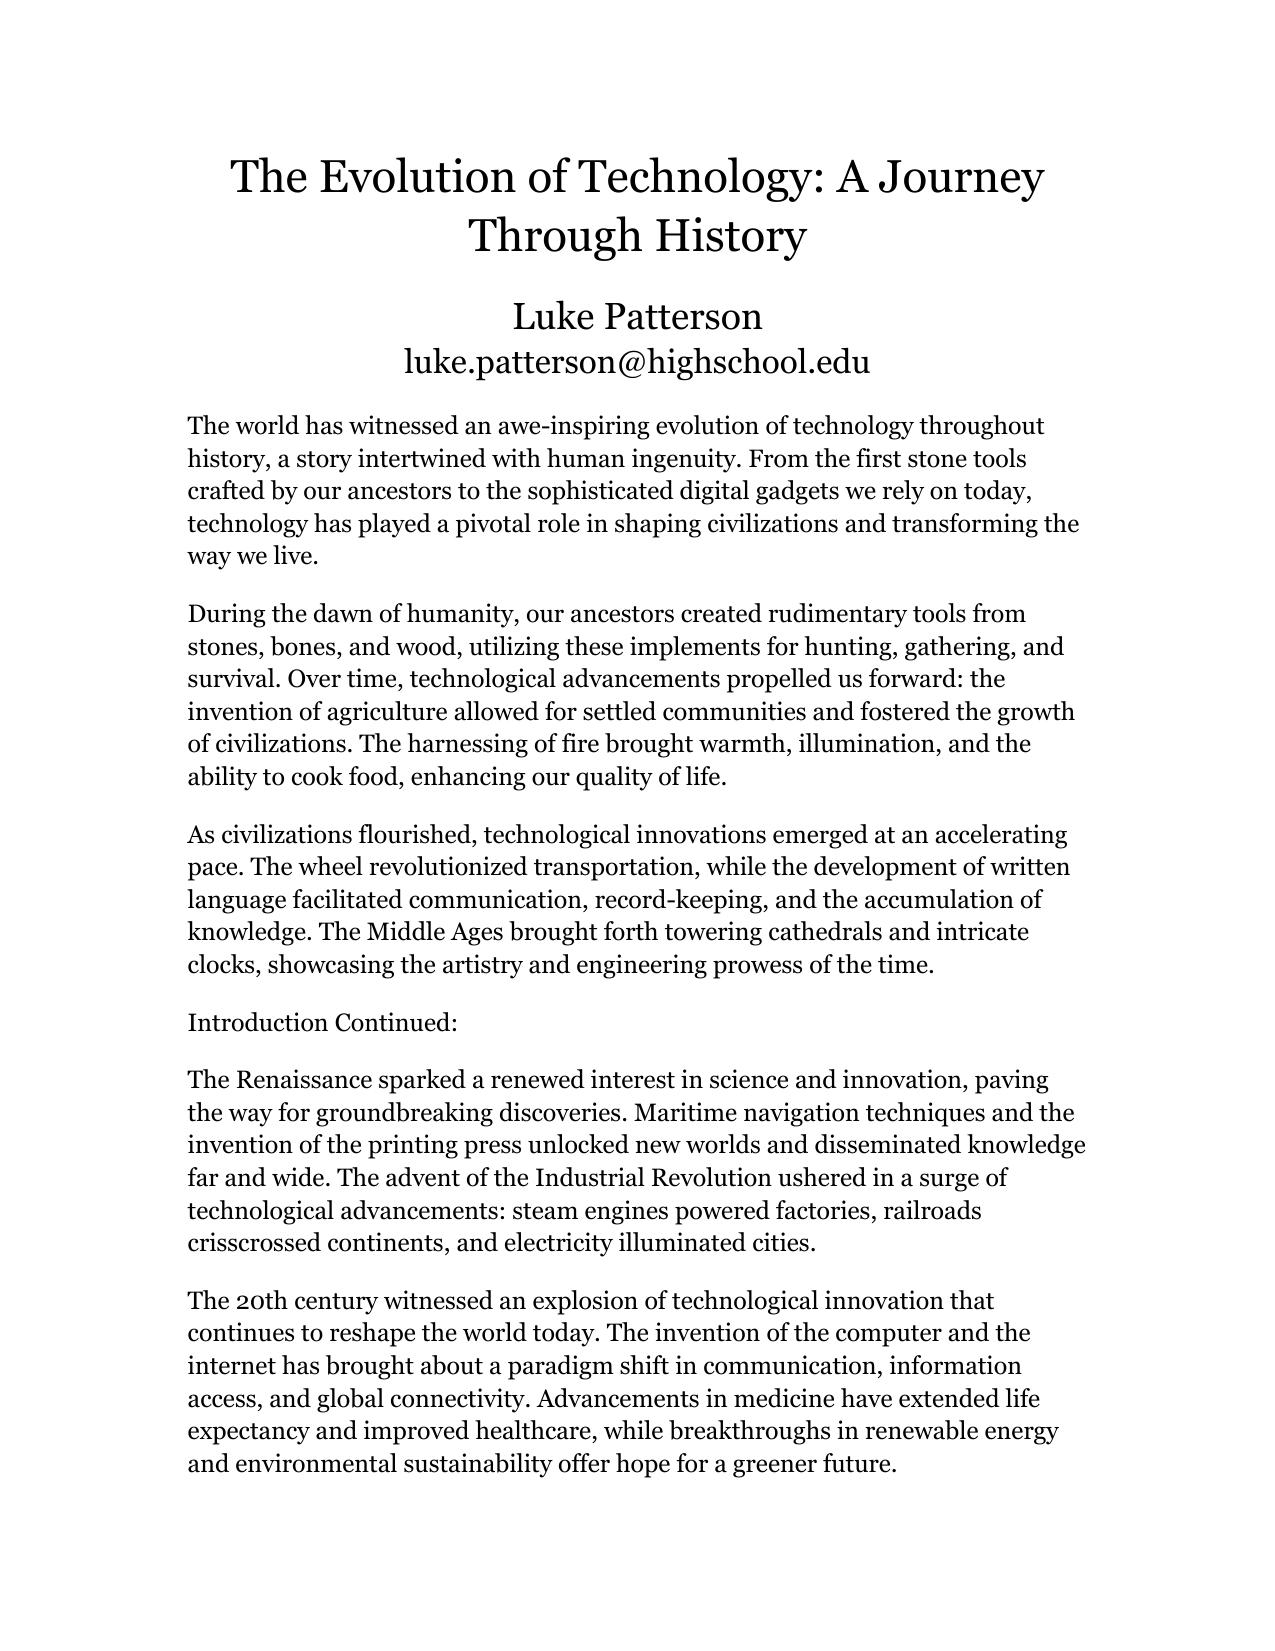 The Evolution of Technology: A Journey
Through History
Luke Patterson
luke.patterson@highschool.edu
The world has witnessed an awe-inspiring evolution of technology throughout
history, a story intertwined with human ingenuity. From the first stone tools
crafted by our ancestors to the sophisticated digital gadgets we rely on today,
technology has played a pivotal role in shaping civilizations and transforming the
way we live.
During the dawn of humanity, our ancestors created rudimentary tools from
stones, bones, and wood, utilizing these implements for hunting, gathering, and
survival. Over time, technological advancements propelled us forward: the
invention of agriculture allowed for settled communities and fostered the growth
of civilizations. The harnessing of fire brought warmth, illumination, and the
ability to cook food, enhancing our quality of life.
As civilizations flourished, technological innovations emerged at an accelerating
pace. The wheel revolutionized transportation, while the development of written
language facilitated communication, record-keeping, and the accumulation of
knowledge. The Middle Ages brought forth towering cathedrals and intricate
clocks, showcasing the artistry and engineering prowess of the time.
Introduction Continued:
The Renaissance sparked a renewed interest in science and innovation, paving
the way for groundbreaking discoveries. Maritime navigation techniques and the
invention of the printing press unlocked new worlds and disseminated knowledge
far and wide. The advent of the Industrial Revolution ushered in a surge of
technological advancements: steam engines powered factories, railroads
crisscrossed continents, and electricity illuminated cities.
The 20th century witnessed an explosion of technological innovation that
continues to reshape the world today. The invention of the computer and the
internet has brought about a paradigm shift in communication, information
access, and global connectivity. Advancements in medicine have extended life
expectancy and improved healthcare, while breakthroughs in renewable energy
and environmental sustainability offer hope for a greener future.